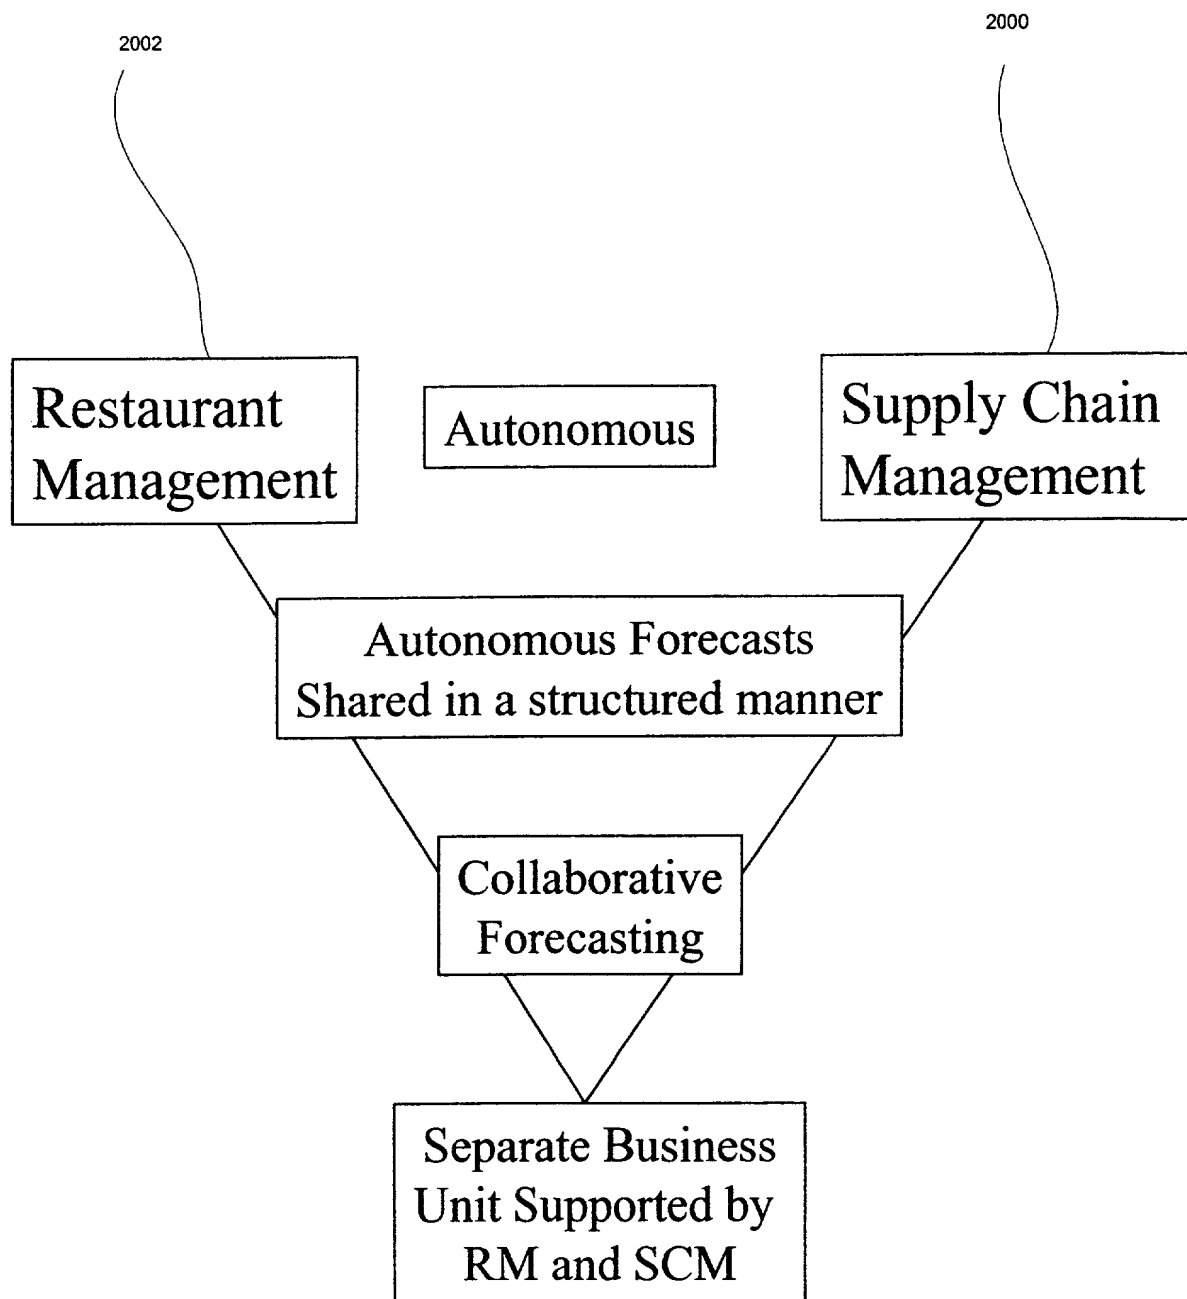 2002
2000
Restaurant
Management
Autonomous
Supply Chain
Management
Autonomous Forecasts
Shared in a structured manner
Collaborative
Forecasting
Separate Business
Unit Supported by
RM and SCM